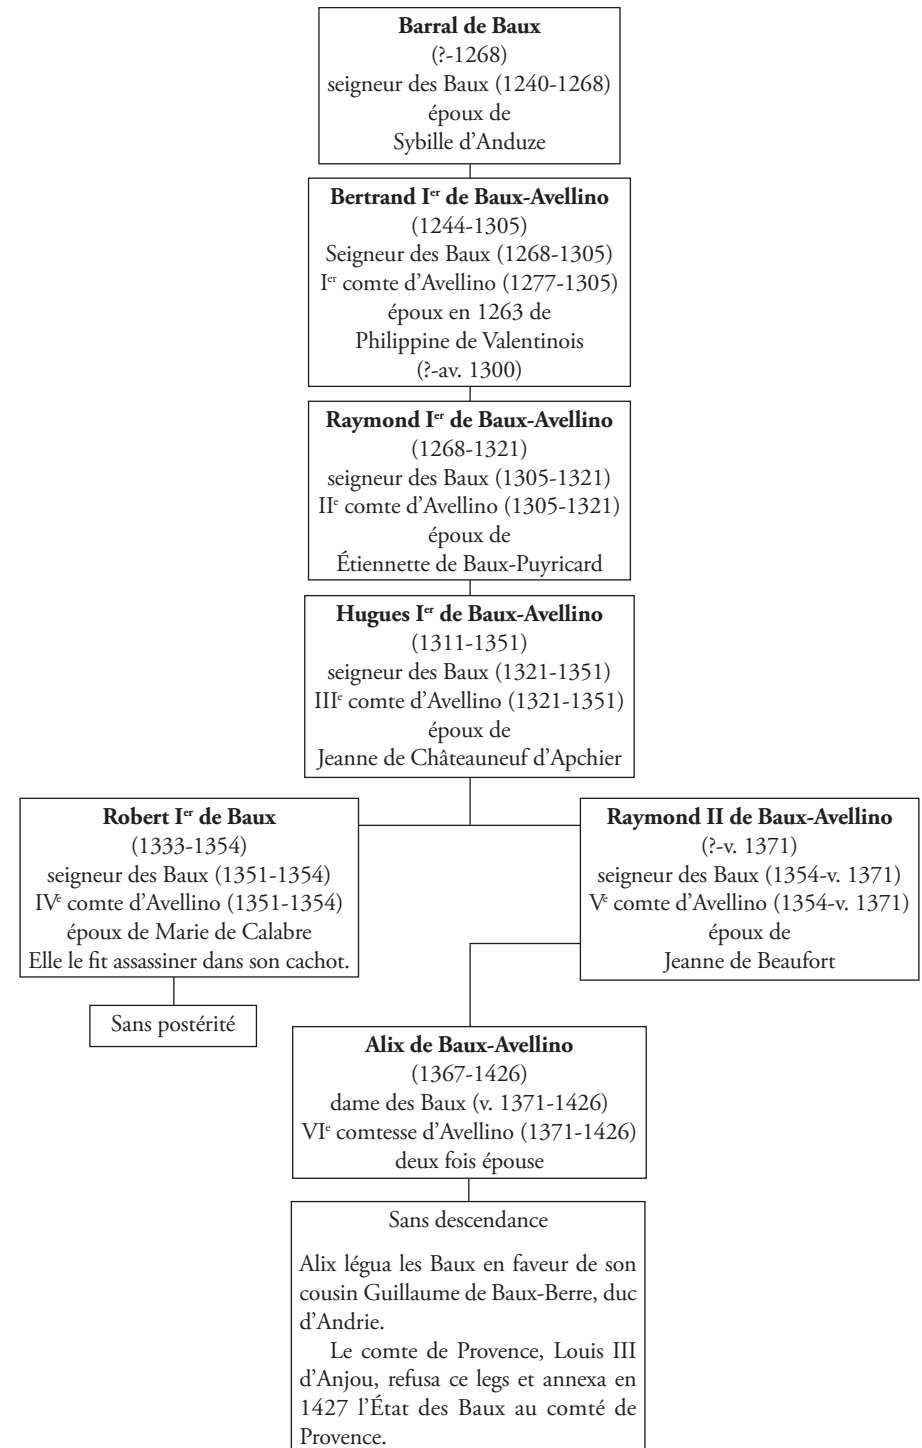 Barral de Baux
(?-1268)
seigneur des Baux (1240-1268)
époux de
Sybille d’Anduze
Bertrand Iᵉʳ de Baux-Avellino
(1244-1305)
Seigneur des Baux (1268-1305)
Iᵉʳ comte d’Avellino (1277-1305)
époux en 1263 de
Philippine de Valentinois
(?-av. 1300)
Raymond Iᵉʳ de Baux-Avellino
(1268-1321)
seigneur des Baux (1305-1321)
IIᵉ comte d’Avellino (1305-1321)
époux de
Étiennette de Baux-Puyricard
Hugues Iᵉʳ de Baux-Avellino
(1311-1351)
seigneur des Baux (1321-1351)
IIIᵉ comte d’Avellino (1321-1351)
époux de
Jeanne de Châteauneuf d’Apchier
Robert Iᵉʳ de Baux
(1333-1354)
seigneur des Baux (1351-1354)
IVᵉ comte d’Avellino (1351-1354)
époux de Marie de Calabre
Elle le fit assassiner dans son cachot.
Sans postérité
Raymond II de Baux-Avellino
(?-v. 1371)
seigneur des Baux (1354-v. 1371)
Vᵉ comte d’Avellino (1354-v. 1371)
époux de
Jeanne de Beaufort
Alix de Baux-Avellino
(1367-1426)
dame des Baux (v. 1371-1426)
VIᵉ comtesse d’Avellino (1371-1426)
deux fois épouse
Sans descendance
Alix légua les Baux en faveur de son
cousin Guillaume de Baux-Berre, duc
d’Andrie.
Le comte de Provence, Louis III
d’Anjou, refusa ce legs et annexa en
1427 l’État des Baux au comté de
Provence.